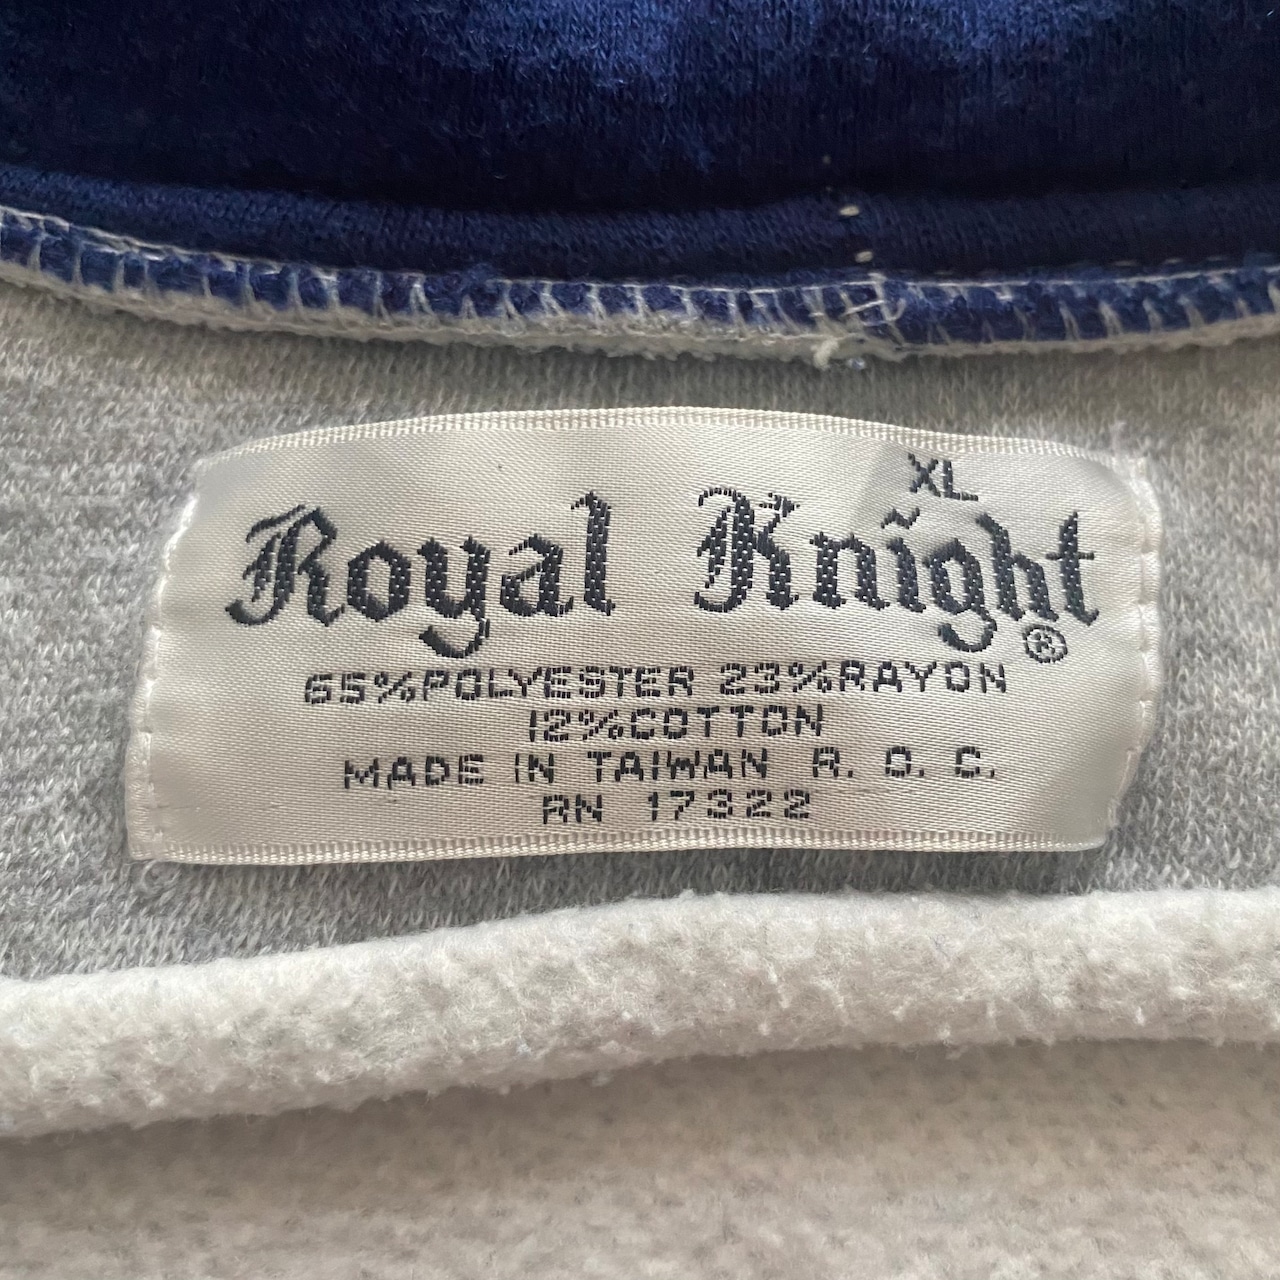 XL
Royal Knight®
65%POLYESTER 23%RAYON
12%COTTON
MADE IN TAIWAN R. O. C.
RN 17322